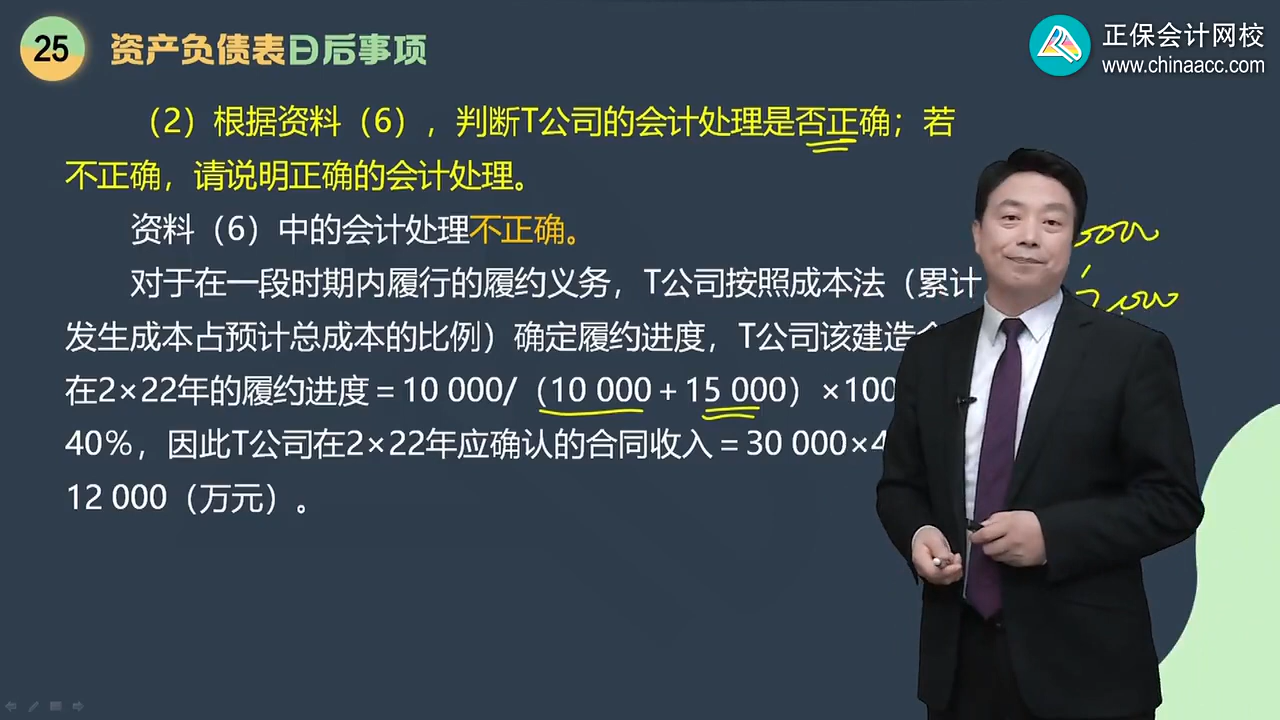 25 资产负债表日后事项
正保会计网校
www.chinaacc.com
（2）根据资料（6），判断T公司的会计处理是否正确；若
不正确，请说明正确的会计处理。
资料（6）中的会计处理不正确。
对于在一段时期内履行的履约义务，T公司按照成本法（累计
发生成本占预计总成本的比例）确定履约进度，T公司该建造
在2×22年的履约进度＝10 000/（10 000＋15 000）×100
40%，因此T公司在2×22年应确认的合同收入＝30 000×4
12 000（万元）。